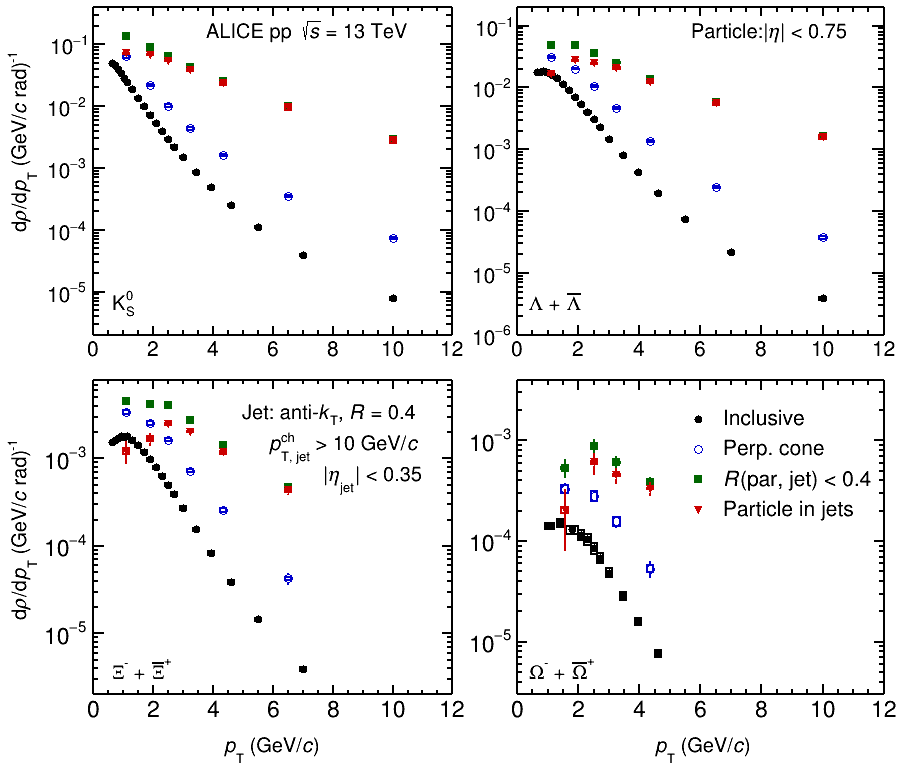 ALICE pp √s = 13 TeV
10⁻¹
10⁻²
10⁻³
10⁻⁴
10⁻⁵
dρ/dp_T (GeV/c rad)⁻¹
K⁰_S
0 2 4 6 8 10 12
Particle:|η| < 0.75
10⁻¹
10⁻²
10⁻³
10⁻⁴
10⁻⁵
10⁻⁶
Λ + Λ̅
0 2 4 6 8 10 12
Jet: anti-k_T, R = 0.4
p^ch_T, jet > 10 GeV/c
|η_jet| < 0.35
10⁻³
10⁻⁴
10⁻⁵
dρ/dp_T (GeV/c rad)⁻¹
Ξ⁻ + Ξ̅⁺
0 2 4 6 8 10 12
p_T (GeV/c)
Inclusive
Perp. cone
R(par, jet) < 0.4
Particle in jets
10⁻³
10⁻⁴
10⁻⁵
Ω⁻ + Ω̅⁺
0 2 4 6 8 10 12
p_T (GeV/c)